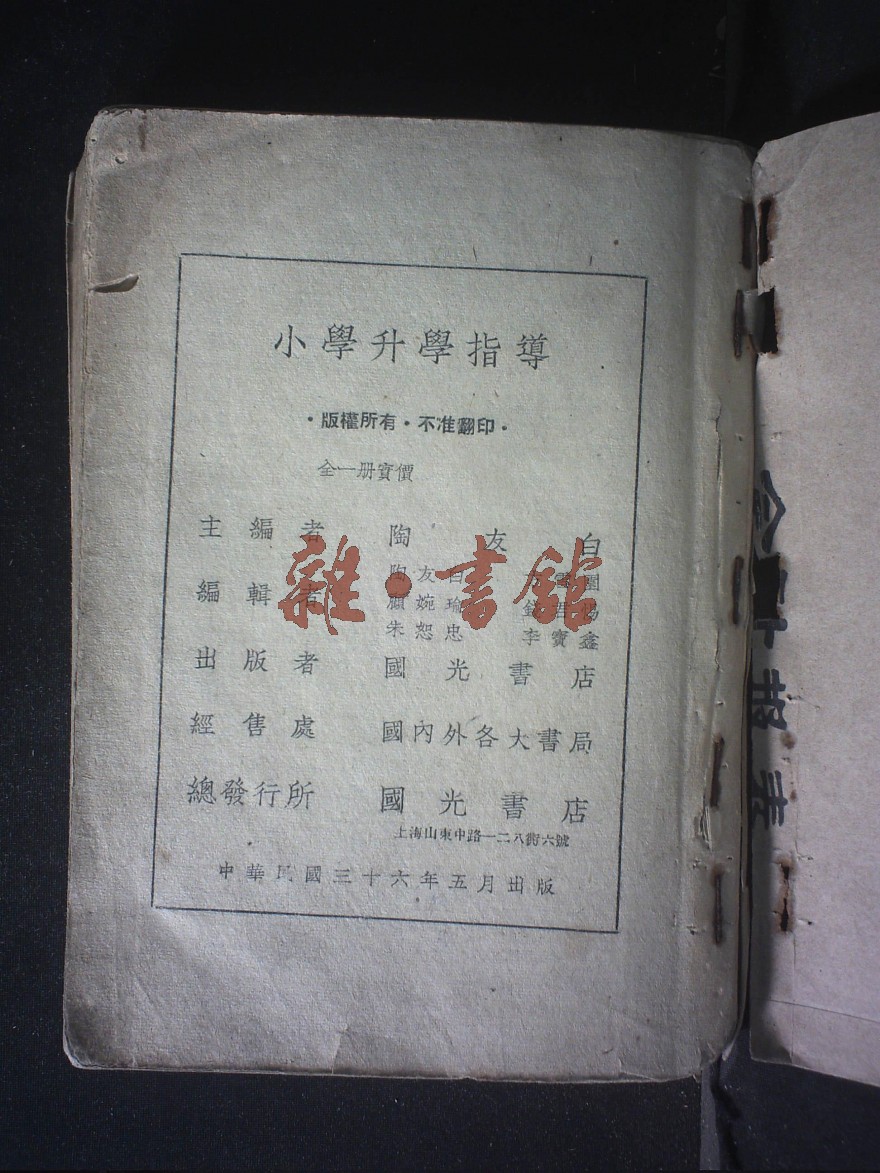 小學升學指導
·版權所有·不准翻印·
全一册實價
主編者 陶友白
編輯者 陶友白
顧婉瑜
朱恕忠 李寶鑫
出版者 國光書店
經售處 國內外各大書局
總發行所 國光書店
上海山東中路一二八衖六號
中華民國三十六年五月出版
雜·書館
報表